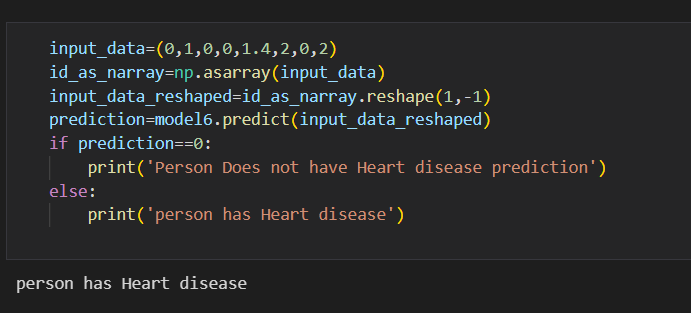 input_data=(0,1,0,0,1.4,2,0,2)
id_as_narray=np.asarray(input_data)
input_data_reshaped=id_as_narray.reshape(1,-1)
prediction=model6.predict(input_data_reshaped)
if prediction==0:
    print('Person Does not have Heart disease prediction')
else:
    print('person has Heart disease')
person has Heart disease